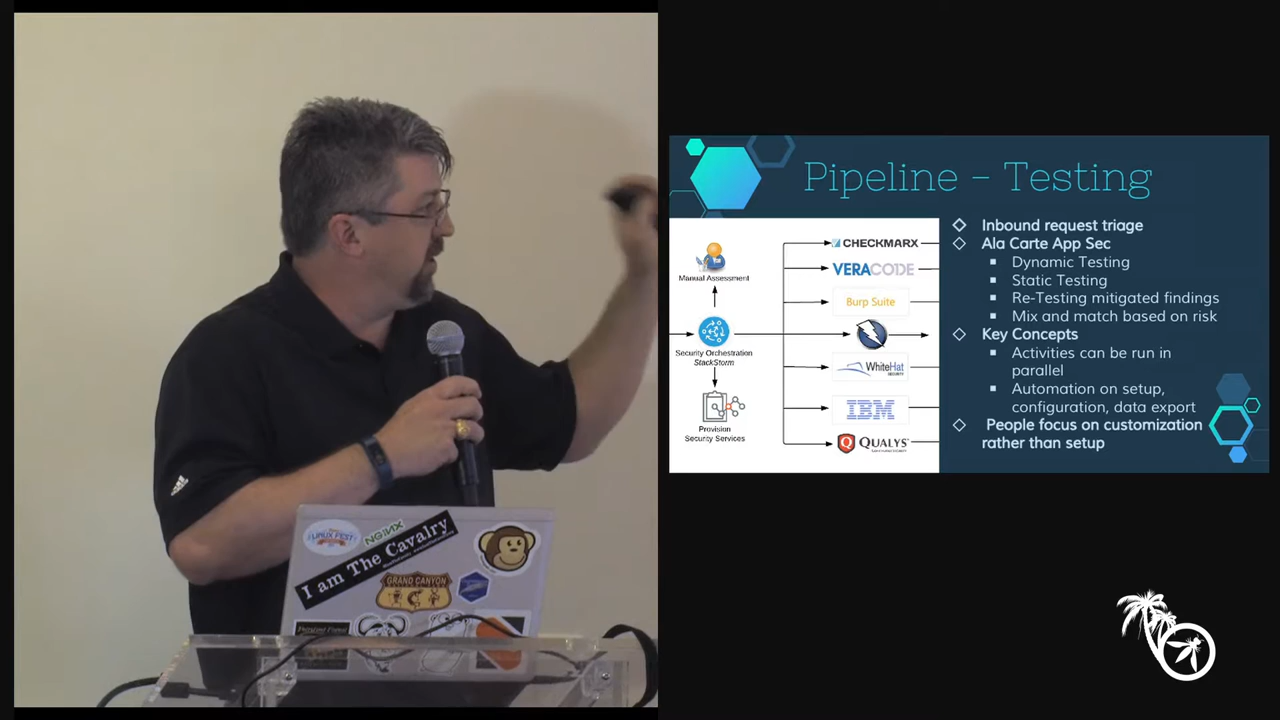 Pipeline - Testing
Manual Assessment
Security Orchestration
StackStorm
Provision
Security Services
CHECKMARX
VERACODE
Burp Suite
WhiteHat
SECURITY
IBM
QUALYS
Inbound request triage
Ala Carte App Sec
Dynamic Testing
Static Testing
Re-Testing mitigated findings
Mix and match based on risk
Key Concepts
Activities can be run in
parallel
Automation on setup,
configuration, data export
People focus on customization
rather than setup
LINUX FEST
NGINX
I am The Cavalry
GRAND CANYON